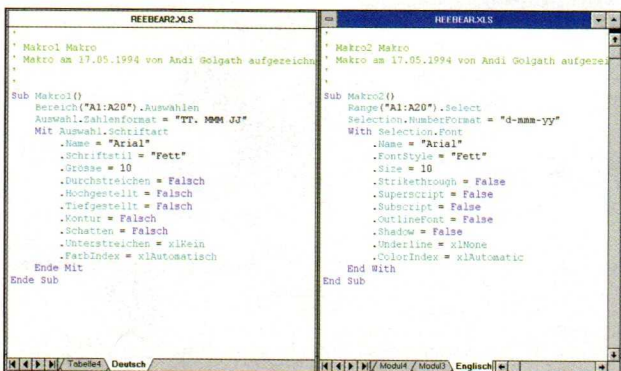 REEBEAR2.XLS
'
' Makro1 Makro
' Makro am 17.05.1994 von Andi Golgath aufgezeichn
'
'
Sub Makro1()
Bereich("A1:A20").Auswahlen
Auswahl.Zahlenformat = "TT. MMM JJ"
Mit Auswahl.Schriftart
.Name = "Arial"
.Schriftstil = "Fett"
.Grosse = 10
.Durchstreichen = Falsch
.Hochgestellt = Falsch
.Tiefgestellt = Falsch
.Kontur = Falsch
.Schatten = Falsch
.Unterstreichen = xlKein
.FarbIndex = xlAutomatisch
Ende Mit
Ende Sub
Tabelle4 Deutsch
REEBEAR.XLS
'
' Makro2 Makro
' Makro am 17.05.1994 von Andi Golgath aufgezei
'
'
Sub Makro2()
Range("A1:A20").Select
Selection.NumberFormat = "d-mmm-yy"
With Selection.Font
.Name = "Arial"
.FontStyle = "Fett"
.Size = 10
.Strikethrough = False
.Superscript = False
.Subscript = False
.OutlineFont = False
.Shadow = False
.Underline = xlNone
.ColorIndex = xlAutomatic
End With
End Sub
Modul4 Modul3 Englisch